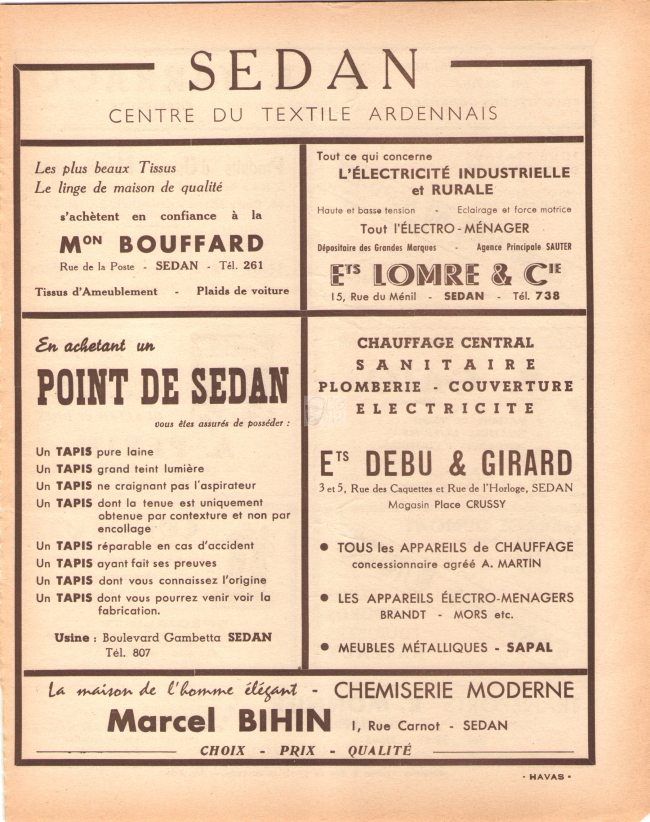 SEDAN
CENTRE DU TEXTILE ARDENNAIS
Les plus beaux Tissus
Le linge de maison de qualité
s'achètent en confiance à la
MON BOUFFARD
Rue de la Poste - SEDAN - Tél. 261
Tissus d'Ameublement - Plaids de voiture
Tout ce qui concerne
L'ÉLECTRICITÉ INDUSTRIELLE
et RURALE
Haute et basse tension - Eclairage et force motrice
Tout l'ÉLECTRO-MÉNAGER
Dépositaire des Grandes Marques - Agence Principale SAUTER
ETS LOMRE & CIE
15, Rue du Ménil - SEDAN - Tél. 738
En achetant un
POINT DE SEDAN
vous êtes assurés de posséder :
Un TAPIS pure laine
Un TAPIS grand teint lumière
Un TAPIS ne craignant pas l'aspirateur
Un TAPIS dont la tenue est uniquement
obtenue par contexture et non par
encollage
Un TAPIS réparable en cas d'accident
Un TAPIS ayant fait ses preuves
Un TAPIS dont vous connaissez l'origine
Un TAPIS dont vous pourrez venir voir la
fabrication.
Usine : Boulevard Gambetta SEDAN
Tél. 807
CHAUFFAGE CENTRAL
SANITAIRE
PLOMBERIE - COUVERTURE
ELECTRICITE
ETS DEBU & GIRARD
3 et 5, Rue des Caquettes et Rue de l'Horloge, SEDAN
Magasin Place CRUSSY
• TOUS les APPAREILS de CHAUFFAGE
concessionnaire agréé A. MARTIN
• LES APPAREILS ÉLECTRO-MENAGERS
BRANDT - MORS etc.
• MEUBLES MÉTALLIQUES - SAPAL
La maison de l'homme élégant - CHEMISERIE MODERNE
Marcel BIHIN 1, Rue Carnot - SEDAN
CHOIX - PRIX - QUALITÉ
- HAVAS -